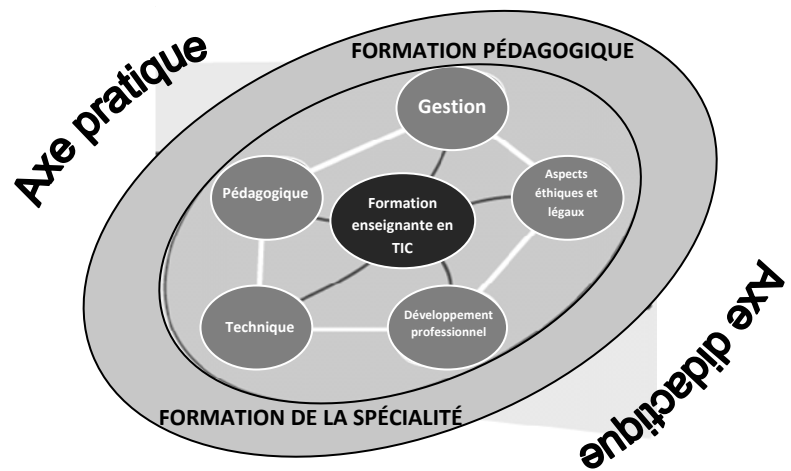 FORMATION PÉDAGOGIQUE
Axe pratique
Gestion
Aspects
éthiques et
légaux
Pédagogique
Formation
enseignante en
TIC
Technique
Développement
professionnel
Axe didactique
FORMATION DE LA SPÉCIALITÉ